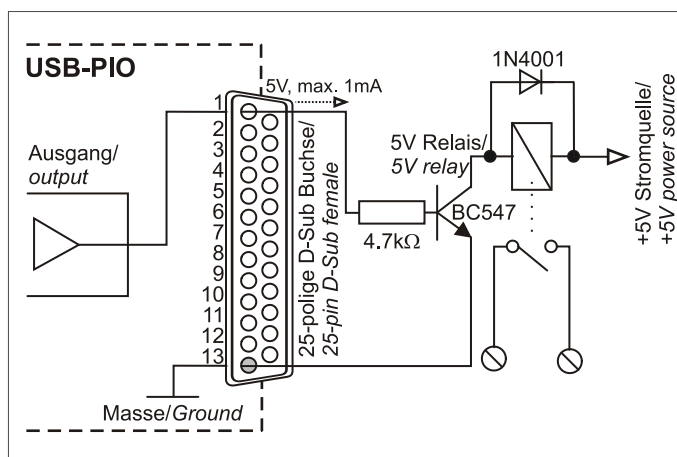 USB-PIO
5V, max. 1mA
1N4001
Ausgang/
output
1
2
3
4
5
6
7
8
9
10
11
12
13
25-polige D-Sub Buchse/
25-pin D-Sub female
5V Relais/
5V relay
BC547
4.7kΩ
+5V Stromquelle/
+5V power source
Masse/Ground